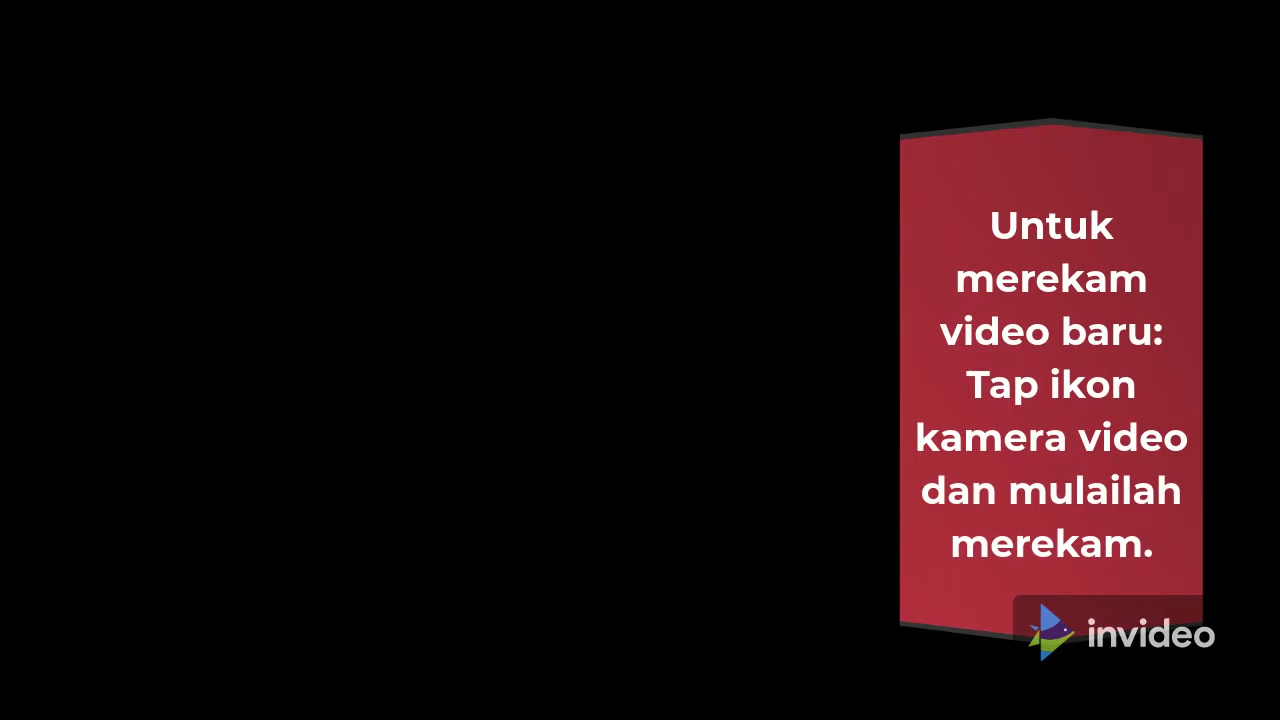 Untuk
merekam
video baru:
Tap ikon
kamera video
dan mulailah
merekam.
invideo